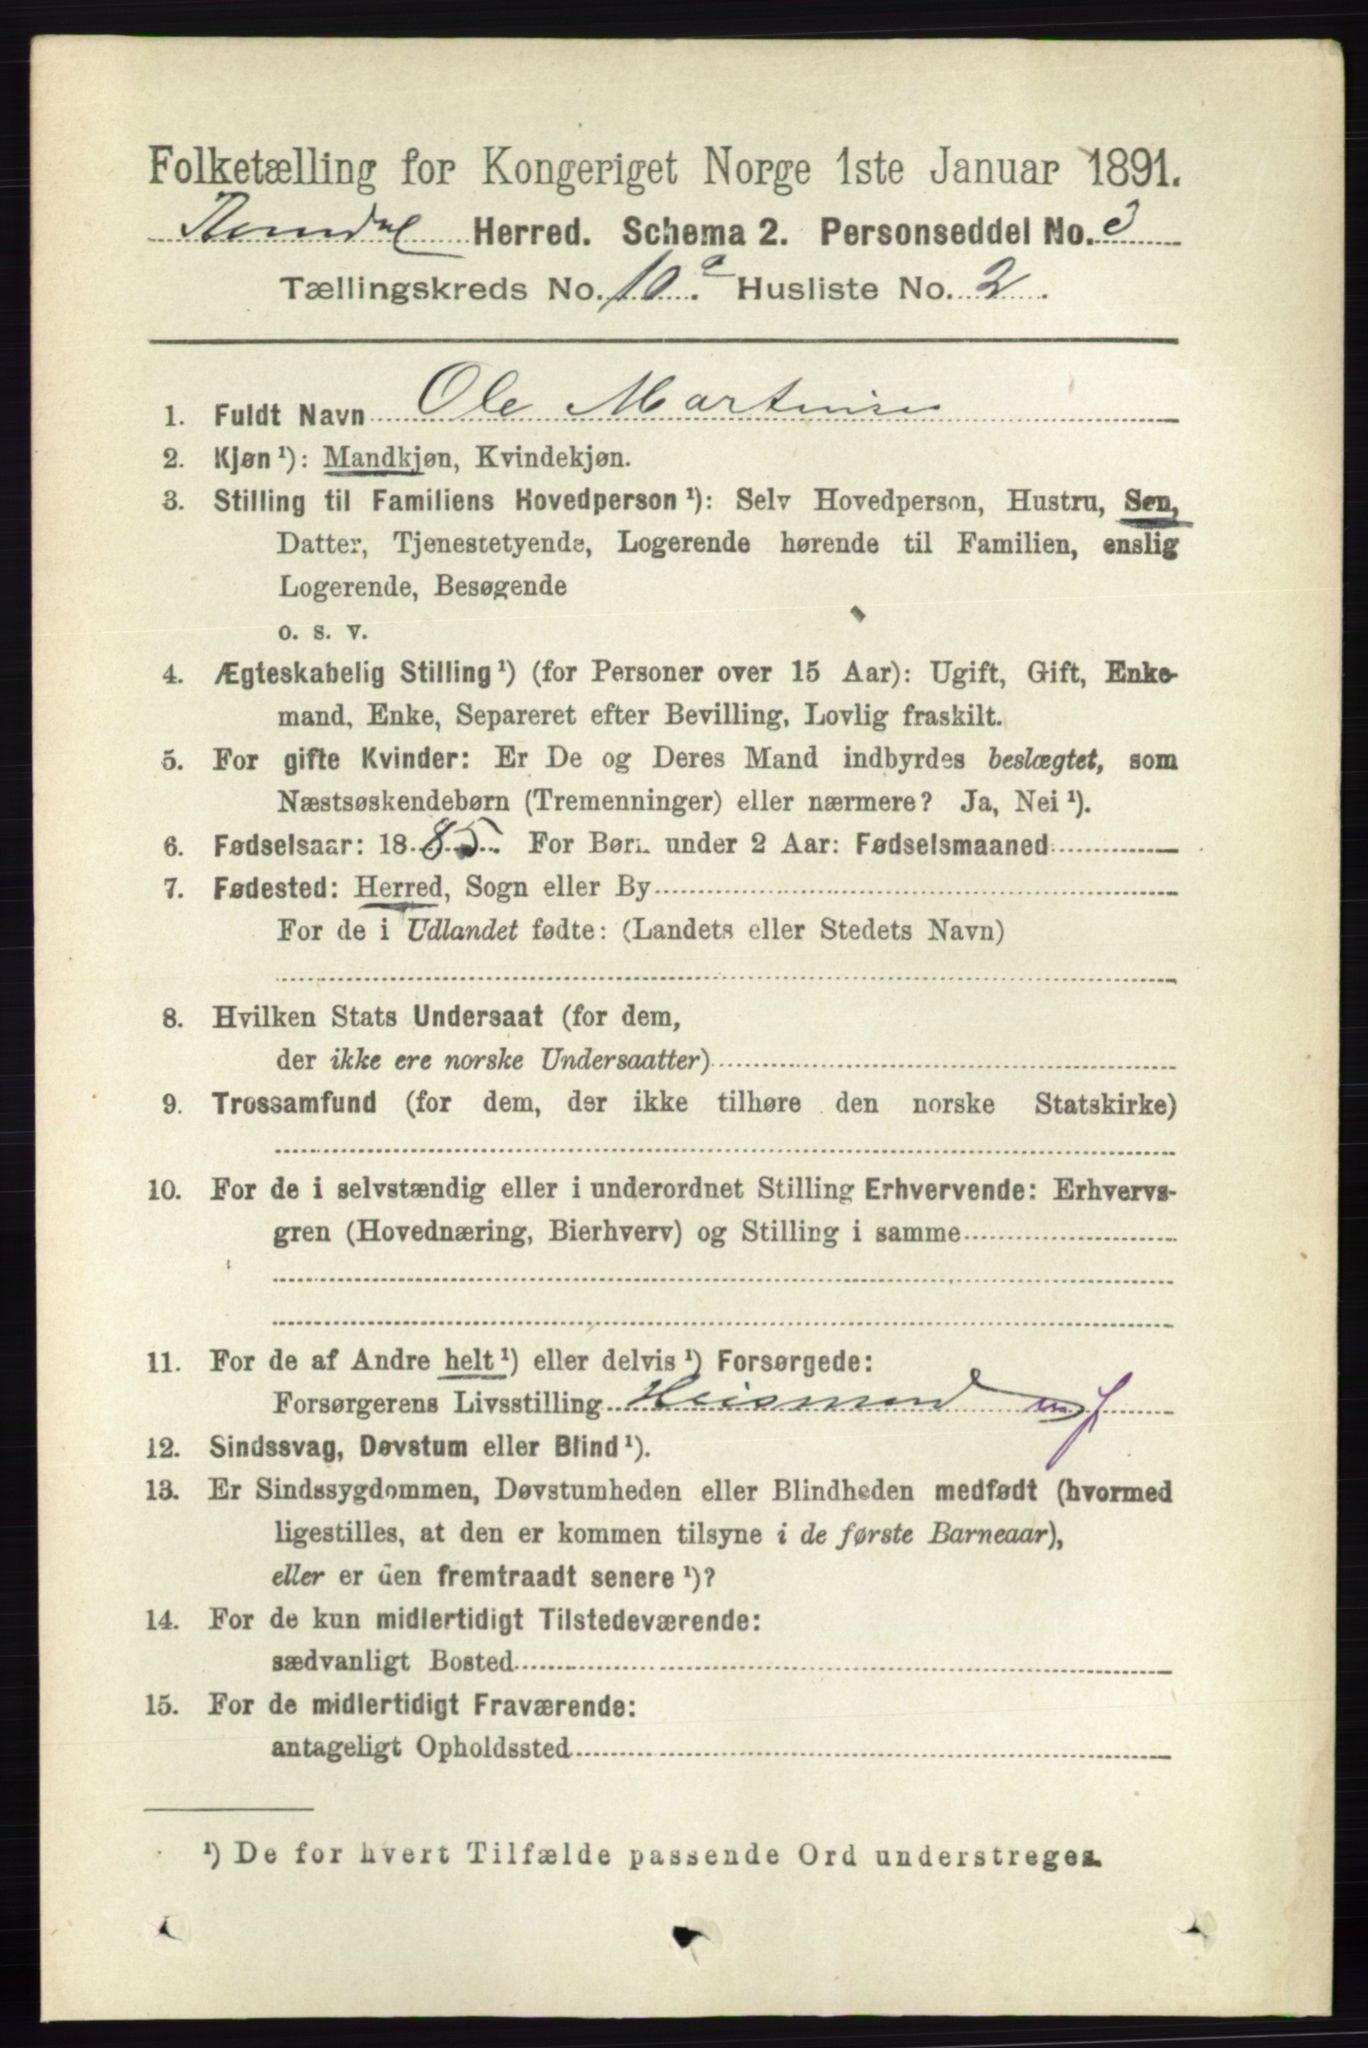 Folketælling for Kongeriget Norge 1ste Januar 1891.
Herred. Schema 2. Personseddel No. 3
Tællingskreds No. 10a. Husliste No. 2.
1. Fuldt Navn Ole Martinsen
2. Kjøn ¹): Mandkjøn, Kvindekjøn.
3. Stilling til Familiens Hovedperson ¹): Selv Hovedperson, Hustru, Søn,
Datter, Tjenestetyende, Logerende hørende til Familien, enslig
Logerende, Besøgende
o. s. v.
4. Ægteskabelig Stilling ¹) (for Personer over 15 Aar): Ugift, Gift, Enke-
mand, Enke, Separeret efter Bevilling, Lovlig fraskilt.
5. For gifte Kvinder: Er De og Deres Mand indbyrdes beslægtet, som
Næstsøskendebørn (Tremenninger) eller nærmere? Ja, Nei ¹).
6. Fødselsaar: 1885. For Børn under 2 Aar: Fødselsmaaned
7. Fødested: Herred, Sogn eller By
For de i Udlandet fødte: (Landets eller Stedets Navn)
8. Hvilken Stats Undersaat (for dem,
der ikke ere norske Undersaatter)
9. Trossamfund (for dem, der ikke tilhøre den norske Statskirke)
10. For de i selvstændig eller i underordnet Stilling Erhvervende: Erhvervs-
gren (Hovednæring, Bierhverv) og Stilling i samme
11. For de af Andre helt ¹) eller delvis ¹) Forsørgede:
Forsørgerens Livsstilling Husmand m f
12. Sindssvag, Døvstum eller Blind ¹).
13. Er Sindssygdommen, Døvstumheden eller Blindheden medfødt (hvormed
ligestilles, at den er kommen tilsyne i de første Barneaar),
eller er den fremtraadt senere ¹)?
14. For de kun midlertidigt Tilstedeværende:
sædvanligt Bosted
15. For de midlertidigt Fraværende:
antageligt Opholdssted
¹) De for hvert Tilfælde passende Ord understreges.